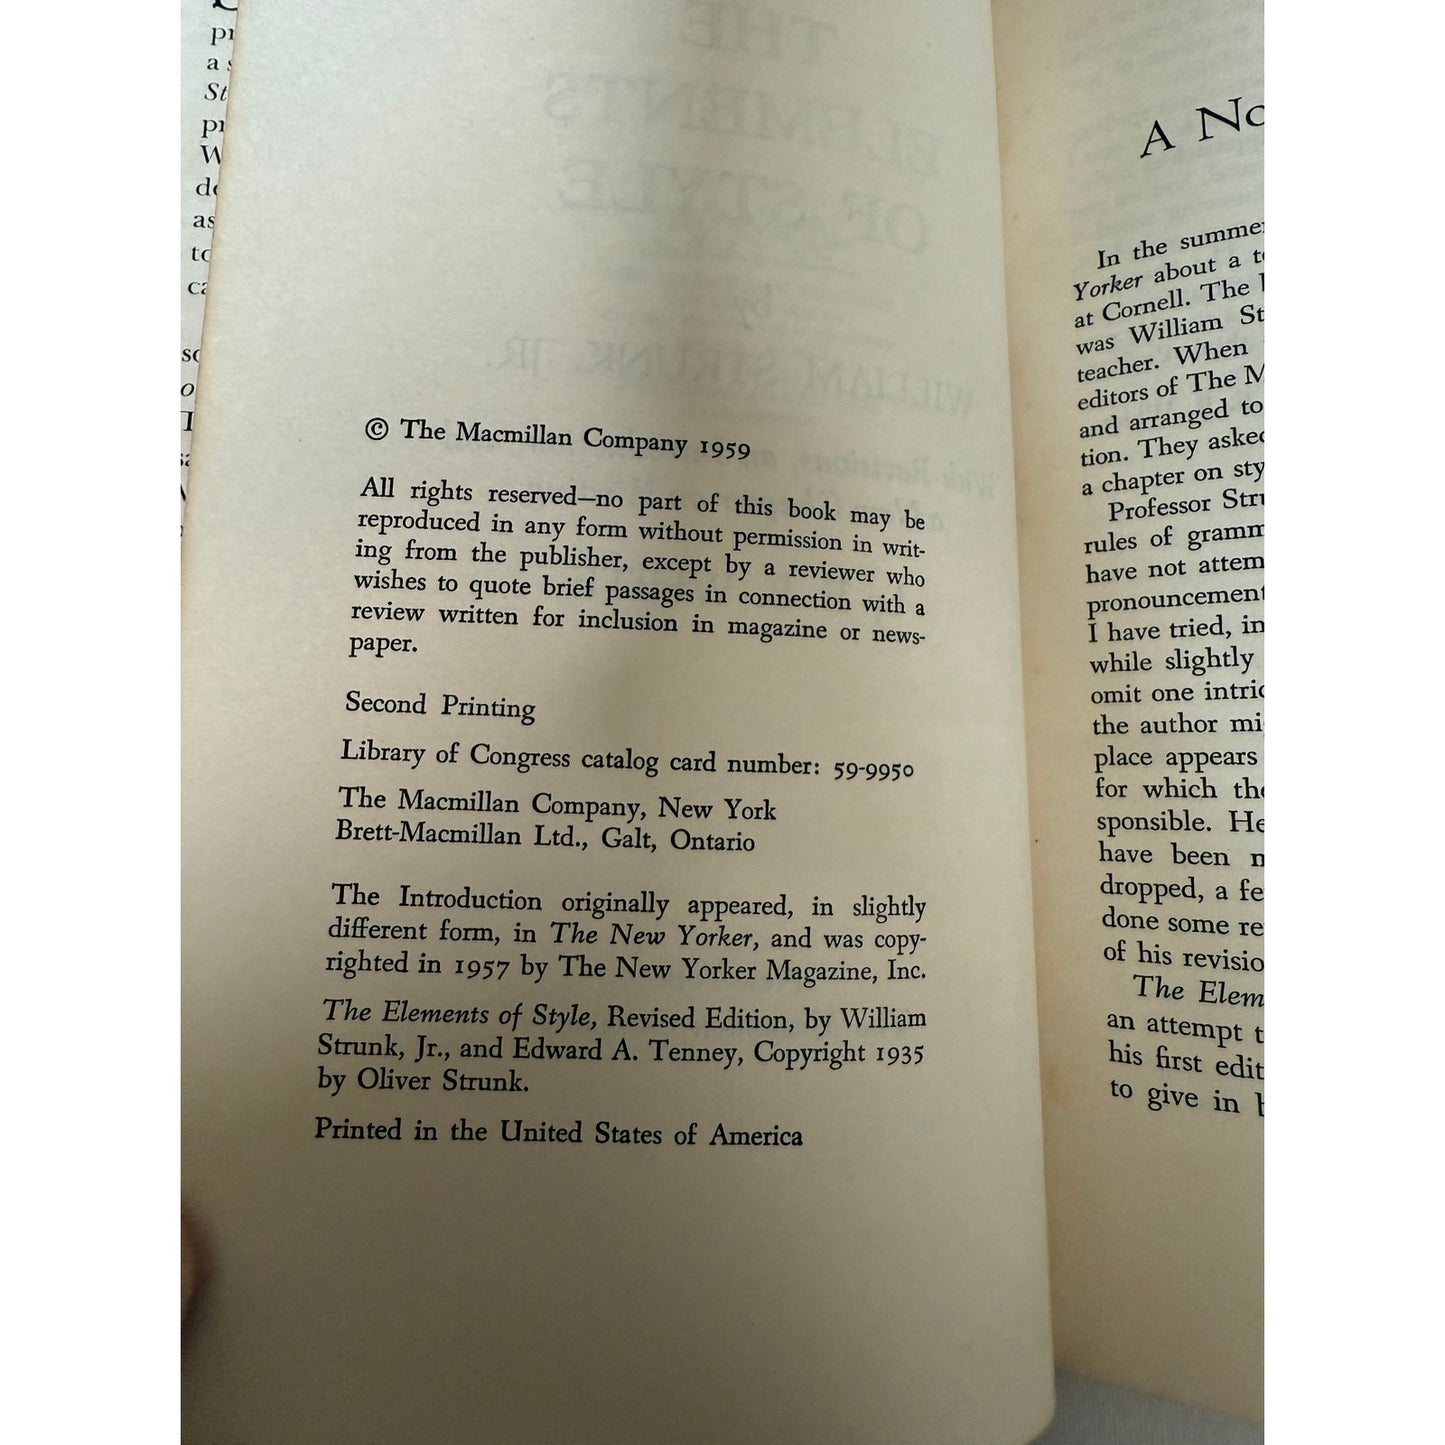 © The Macmillan Company 1959
All rights reserved—no part of this book may be
reproduced in any form without permission in writ-
ing from the publisher, except by a reviewer who
wishes to quote brief passages in connection with a
review written for inclusion in magazine or news-
paper.
Second Printing
Library of Congress catalog card number: 59-9950
The Macmillan Company, New York
Brett-Macmillan Ltd., Galt, Ontario
The Introduction originally appeared, in slightly
different form, in The New Yorker, and was copy-
righted in 1957 by The New Yorker Magazine, Inc.
The Elements of Style, Revised Edition, by William
Strunk, Jr., and Edward A. Tenney, Copyright 1935
by Oliver Strunk.
Printed in the United States of America
A No
In the summer
Yorker about a
at Cornell. The
was William St
teacher. When
editors of The M
and arranged to
tion. They asked
a chapter on sty
Professor Stru
rules of gramm
have not attem
pronouncement
I have tried, in
while slightly
omit one intric
the author mi
place appears
for which the
sponsible. He
have been
dropped, a fe
done some re
of his revisio
The Elem
an attempt t
his first edit
to give in